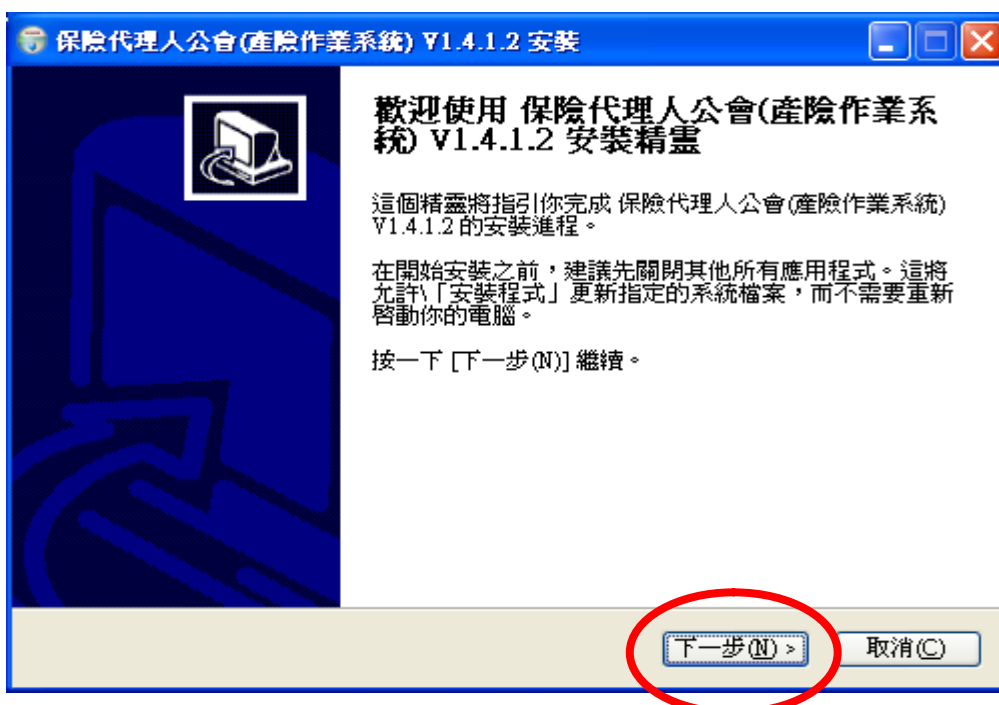 保險代理人公會(產險作業系統) V1.4.1.2 安裝
歡迎使用 保險代理人公會(產險作業系
統) V1.4.1.2 安裝精靈
這個精靈將指引你完成 保險代理人公會(產險作業系統)
V1.4.1.2 的安裝進程。
在開始安裝之前，建議先關閉其他所有應用程式。這將
允許\「安裝程式」更新指定的系統檔案，而不需要重新
啓動你的電腦。
按一下 [下一步(N)] 繼續。
下一步(N) >
取消(C)